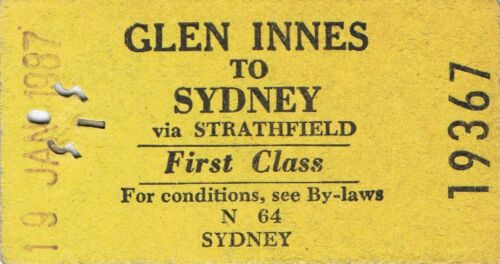 GLEN INNES
TO
SYDNEY
via STRATHFIELD
First Class
For conditions, see By-laws
N 64
SYDNEY
19367
19 JAN 1987